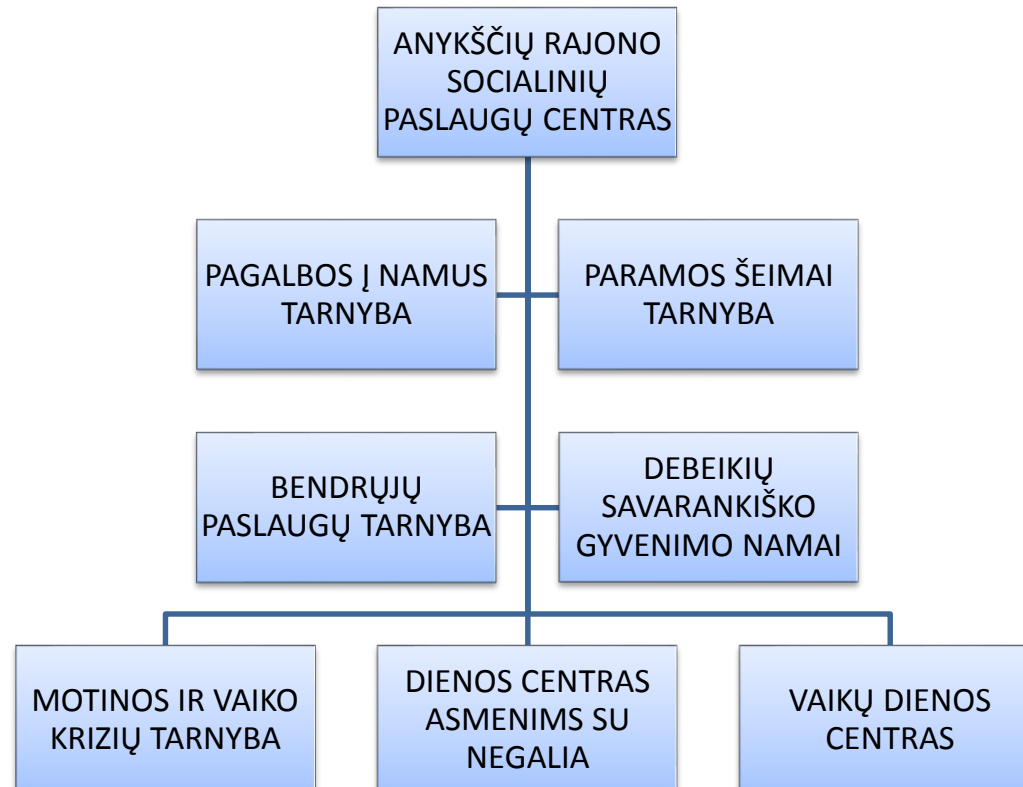 ANYKŠČIŲ RAJONO
SOCIALINIŲ
PASLAUGŲ CENTRAS
PAGALBOS Į NAMUS
TARNYBA
PARAMOS ŠEIMAI
TARNYBA
BENDRŲJŲ
PASLAUGŲ TARNYBA
DEBEIKIŲ
SAVARANKIŠKO
GYVENIMO NAMAI
MOTINOS IR VAIKO
KRIZIŲ TARNYBA
DIENOS CENTRAS
ASMENIMS SU
NEGALIA
VAIKŲ DIENOS
CENTRAS